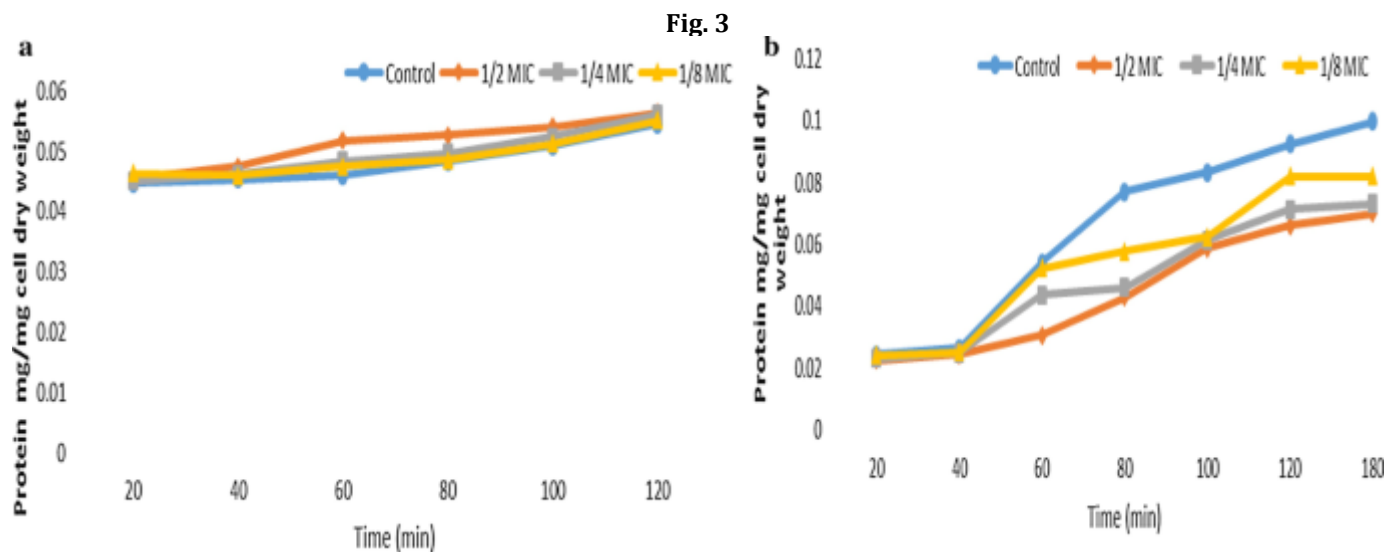 Fig. 3
a
Control 1/2 MIC 1/4 MIC 1/8 MIC
0.06
0.05
0.04
0.03
0.02
0.01
0
20 40 60 80 100 120
Time (min)
Protein mg/mg cell dry weight
b
Control 1/2 MIC 1/4 MIC 1/8 MIC
0.12
0.1
0.08
0.06
0.04
0.02
0
20 40 60 80 100 120 180
Time (min)
Protein mg/mg cell dry
weight